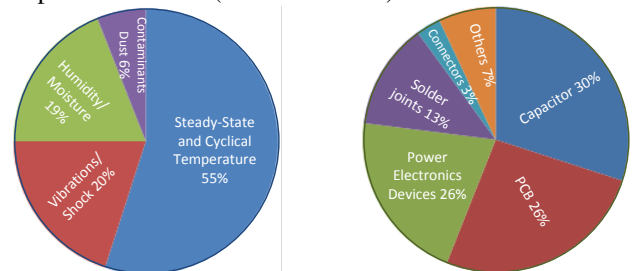 Contaminants
Dust 6%
Humidity/
Moisture
19%
Steady-State
and Cyclical
Temperature
55%
Vibrations/
Shock 20%
Others 7%
Connectors 3%
Solder
joints 13%
Capacitor 30%
Power
Electronics
Devices 26%
PCB 26%